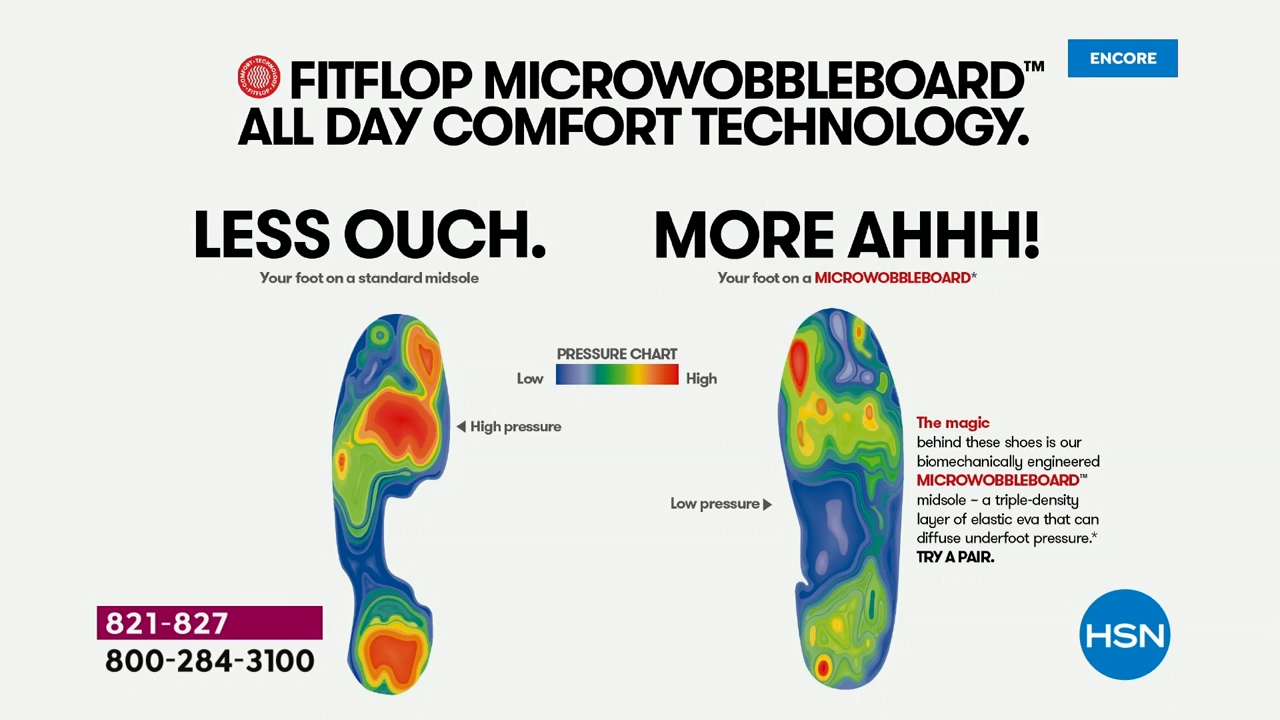 ENCORE
FITFLOP MICROWOBBLEBOARD™
ALL DAY COMFORT TECHNOLOGY.
LESS OUCH.
Your foot on a standard midsole
MORE AHHH!
Your foot on a MICROWOBBLEBOARD*
PRESSURE CHART
Low
High
High pressure
Low pressure
The magic
behind these shoes is our
biomechanically engineered
MICROWOBBLEBOARD™
midsole – a triple-density
layer of elastic eva that can
diffuse underfoot pressure.*
TRY A PAIR.
821-827
800-284-3100
HSN